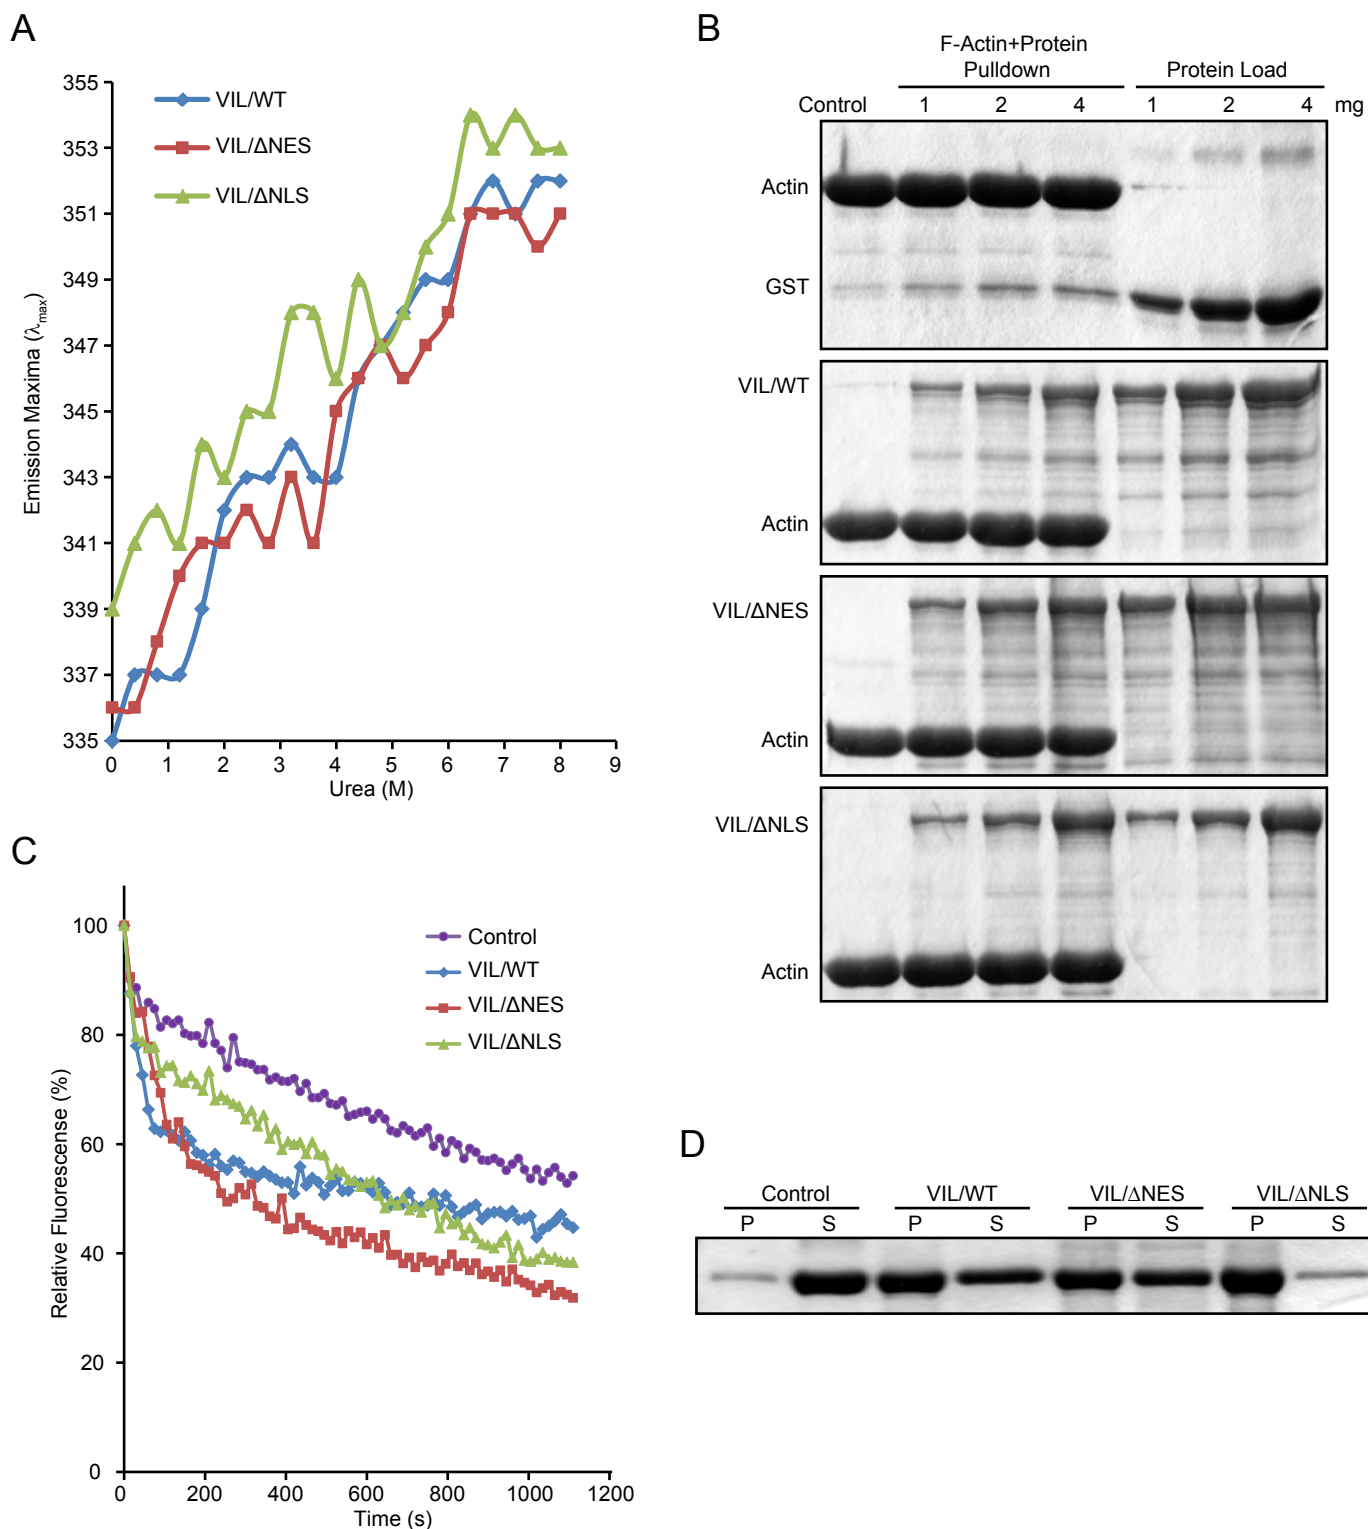 A
355
353
351
349
347
345
343
341
339
337
335
Emission Maxima (λmax)
VIL/WT
VIL/ΔNES
VIL/ΔNLS
0 1 2 3 4 5 6 7 8 9
Urea (M)
B
F-Actin+Protein
Pulldown
Protein Load
Control 1 2 4 1 2 4 mg
Actin
GST
VIL/WT
Actin
VIL/ΔNES
Actin
VIL/ΔNLS
Actin
C
100
80
60
40
20
0
Relative Fluorescense (%)
Control
VIL/WT
VIL/ΔNES
VIL/ΔNLS
0 200 400 600 800 1000 1200
Time (s)
D
Control VIL/WT VIL/ΔNES VIL/ΔNLS
P S P S P S P S